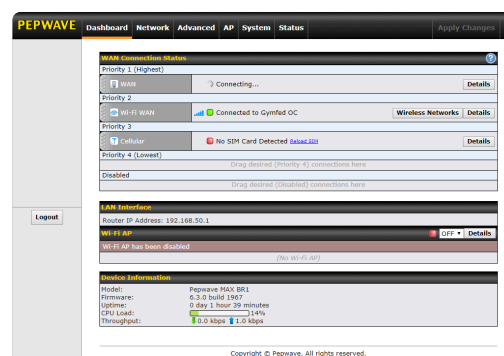 PEPWAVE Dashboard Network Advanced AP System Status Apply Changes
WAN Connection Status
Priority 1 (Highest)
WAN Connecting... Details
Priority 2
Wi-Fi WAN Connected to Gymfed OC Wireless Networks Details
Priority 3
Cellular No SIM Card Detected Reload SIM Details
Priority 4 (Lowest)
Drag desired (Priority 4) connections here
Disabled
Drag desired (Disabled) connections here
Logout
LAN Interface
Router IP Address: 192.168.50.1
Wi-Fi AP OFF Details
Wi-Fi AP has been disabled
(No Wi-Fi AP)
Device Information
Model: Pepwave MAX BR1
Firmware: 6.3.0 build 1967
Uptime: 0 day 1 hour 39 minutes
CPU Load: 14%
Throughput: 0.0 kbps 1.0 kbps
Copyright © Pepwave. All rights reserved.